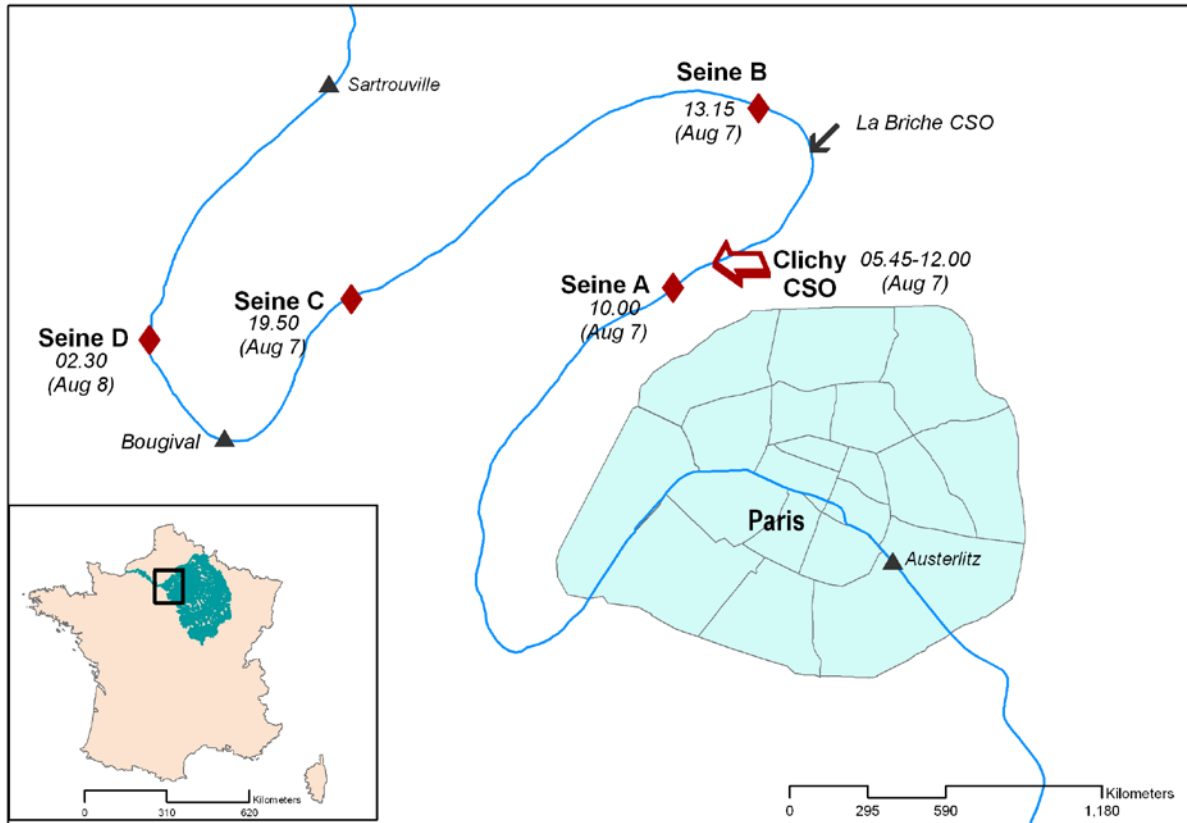 Sartrouville
Seine B
13.15
(Aug 7)
La Briche CSO
Clichy
CSO
05.45-12.00
(Aug 7)
Seine A
10.00
(Aug 7)
Seine C
19.50
(Aug 7)
Seine D
02.30
(Aug 8)
Bougival
Paris
Austerlitz
Kilometers
0 310 620
Kilometers
0 295 590 1,180